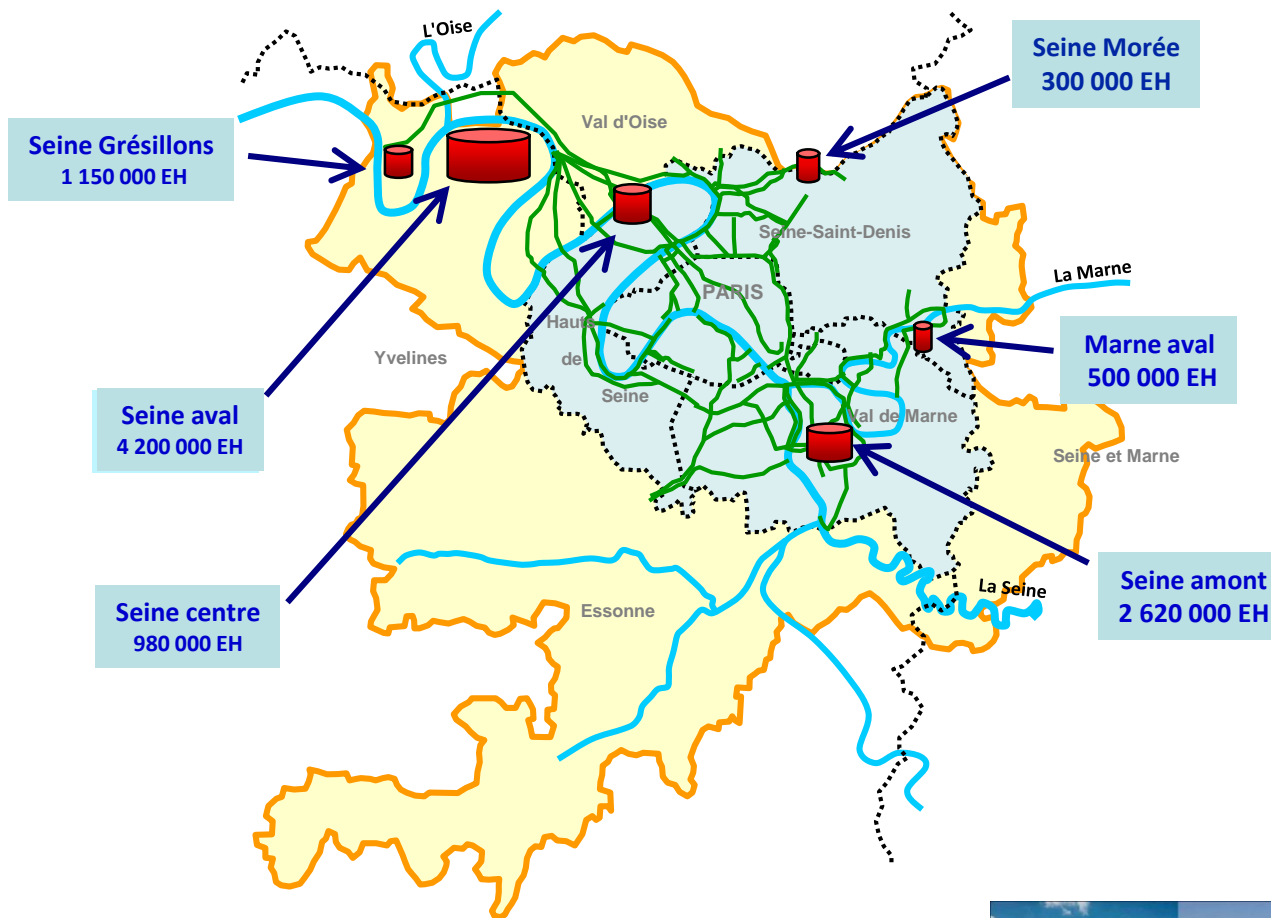 L'Oise
Seine Morée
300 000 EH
Val d'Oise
Seine Grésillons
1 150 000 EH
Seine-Saint-Denis
La Marne
PARIS
Haute
de
Seine
Yvelines
Marne aval
500 000 EH
Seine aval
4 200 000 EH
Val de Marne
Seine et Marne
Seine centre
980 000 EH
Essonne
La Seine
Seine amont
2 620 000 EH